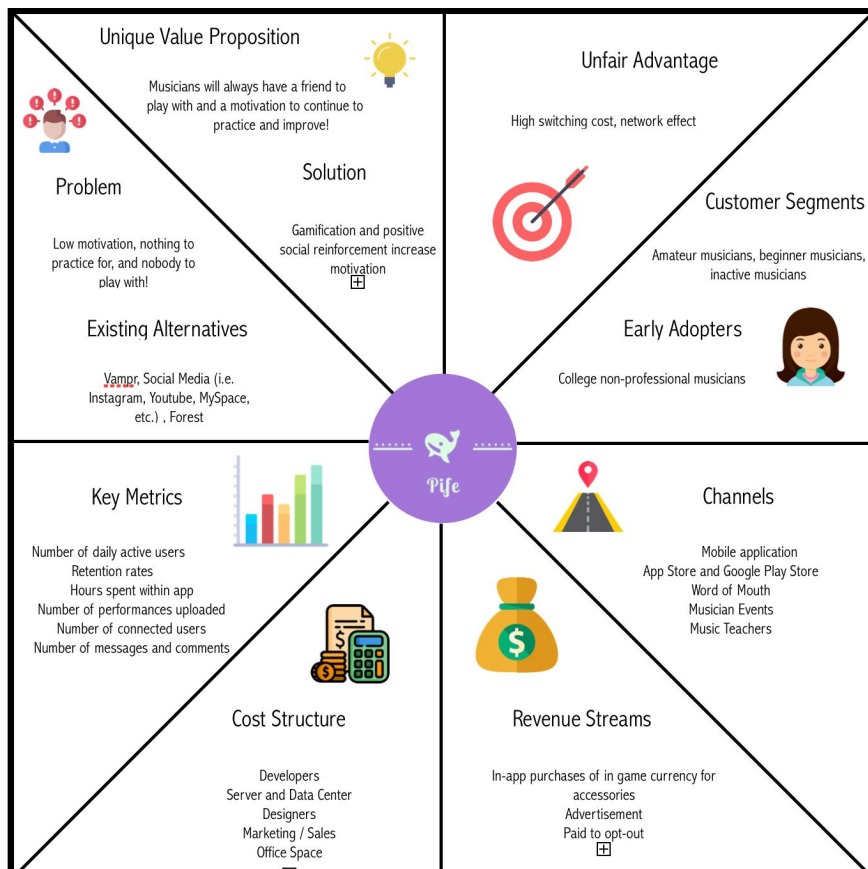 Unique Value Proposition
Musicians will always have a friend to
play with and a motivation to continue to
practice and improve!
Problem
Low motivation, nothing to
practice for, and nobody to
play with!
Solution
Gamification and positive
social reinforcement increase
motivation
Existing Alternatives
Vampr, Social Media (i.e.
Instagram, Youtube, MySpace,
etc.) , Forest
Unfair Advantage
High switching cost, network effect
Customer Segments
Amateur musicians, beginner musicians,
inactive musicians
Early Adopters
College non-professional musicians
Pife
Key Metrics
Number of daily active users
Retention rates
Hours spent within app
Number of performances uploaded
Number of connected users
Number of messages and comments
Cost Structure
Developers
Server and Data Center
Designers
Marketing / Sales
Office Space
$
$
Revenue Streams
In-app purchases of in game currency for
accessories
Advertisement
Paid to opt-out
$
Channels
Mobile application
App Store and Google Play Store
Word of Mouth
Musician Events
Music Teachers